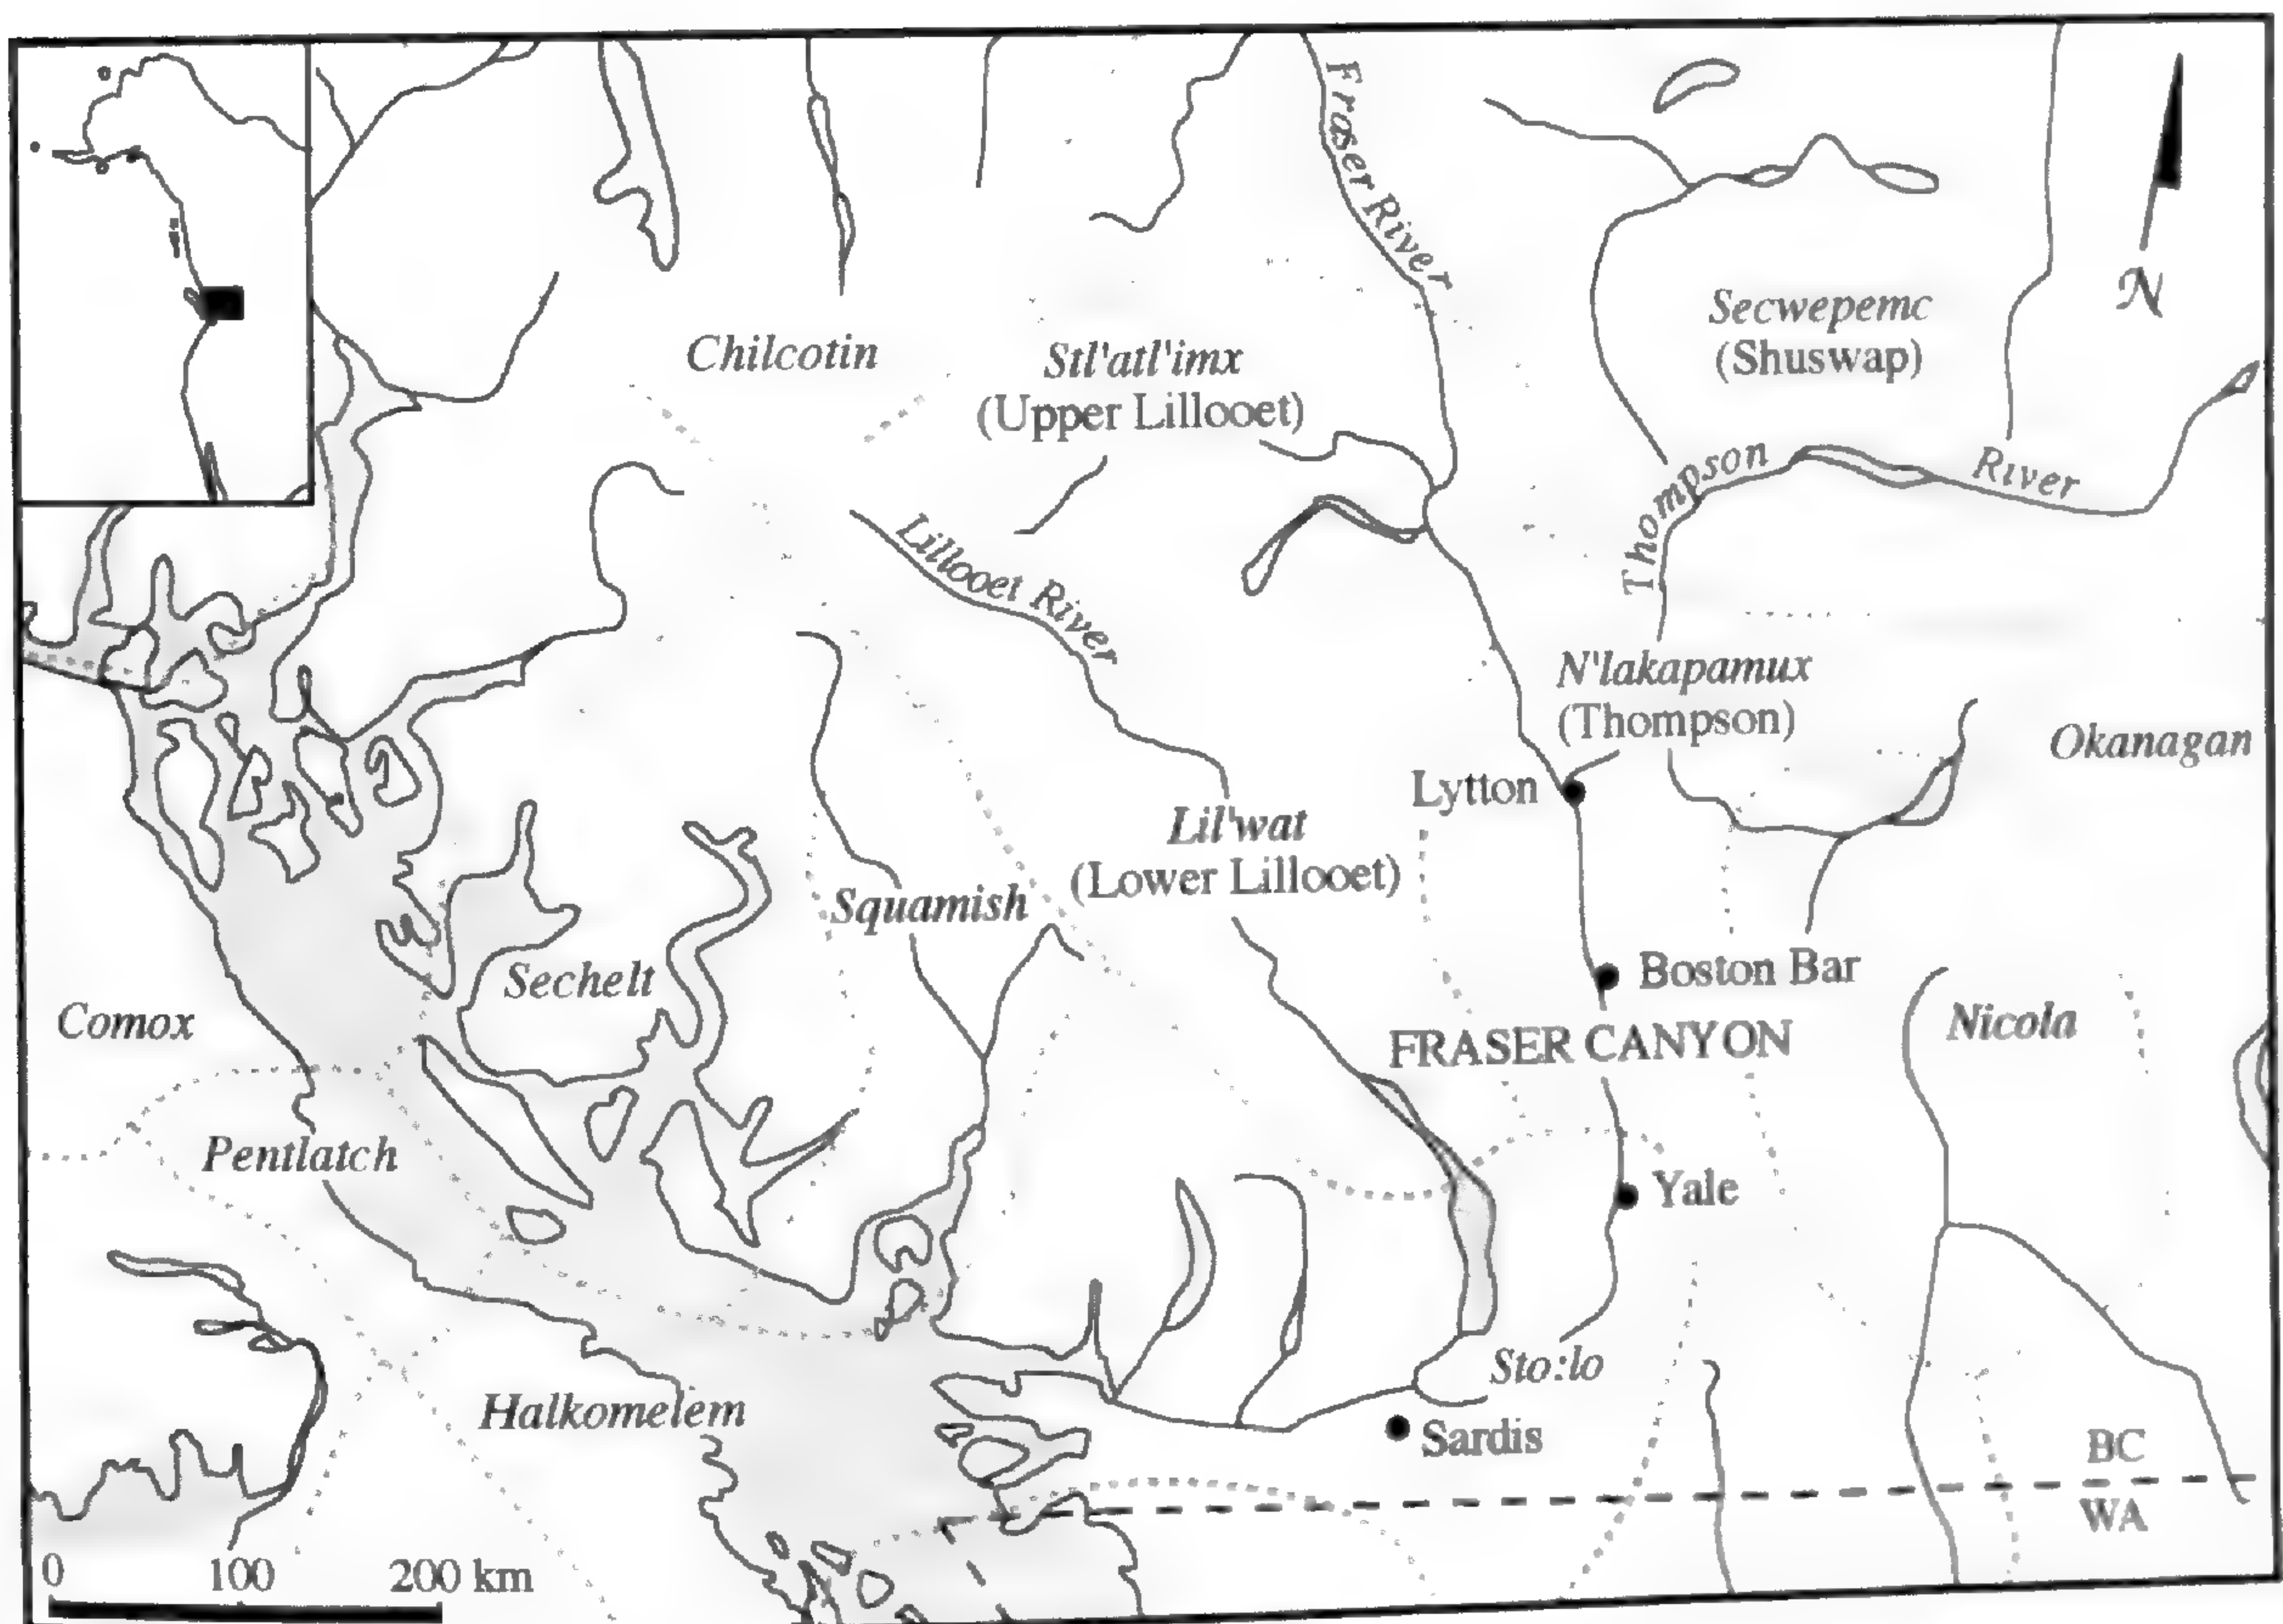 Fraser River
N
Secwepemc
(Shuswap)
Chilcotin
Stl'atl'imx
(Upper Lillooet)
Thompson River
Lillooet River
N'lakapamux
(Thompson)
Okanagan
Lytton
Lil'wat
(Lower Lillooet)
Squamish
Sechelt
Boston Bar
Comox
FRASER CANYON
Nicola
Pentlatch
Yale
Sto:lo
Halkomelem
Sardis
BC
WA
0 100 200 km